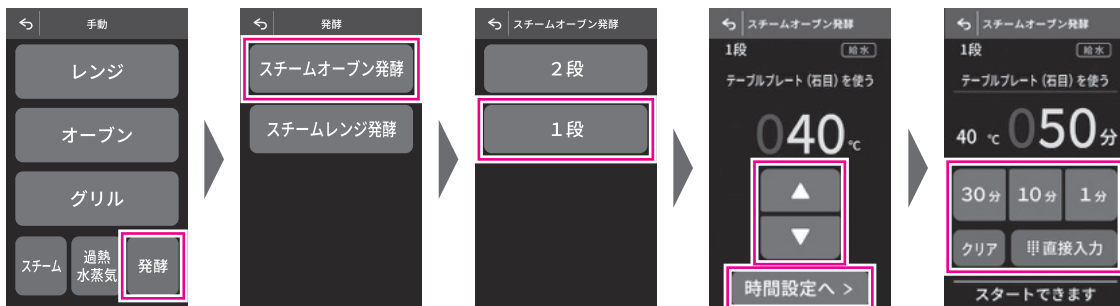 手動
レンジ
オーブン
グリル
スチーム
過熱
水蒸気
発酵
発酵
スチームオーブン発酵
スチームレンジ発酵
スチームオーブン発酵
2段
1段
スチームオーブン発酵
1段 給水
テーブルプレート(石目)を使う
040℃
▲
▼
時間設定へ >
スチームオーブン発酵
1段 給水
テーブルプレート(石目)を使う
40 ℃ 050分
30分 10分 1分
クリア 直接入力
スタートできます